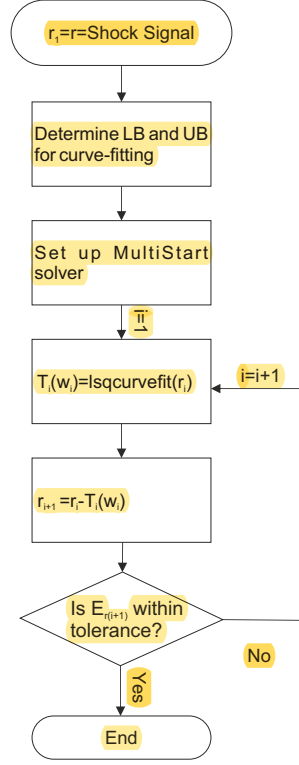 r₁=r=Shock Signal
Determine LB and UB
for curve-fitting
Set up MultiStart
solver
i=1
Tᵢ(wᵢ)=lsqcurvefit(rᵢ)
i=i+1
rᵢ₊₁=rᵢ-Tᵢ(wᵢ)
Is E_r(i+1) within
tolerance?
No
Yes
End